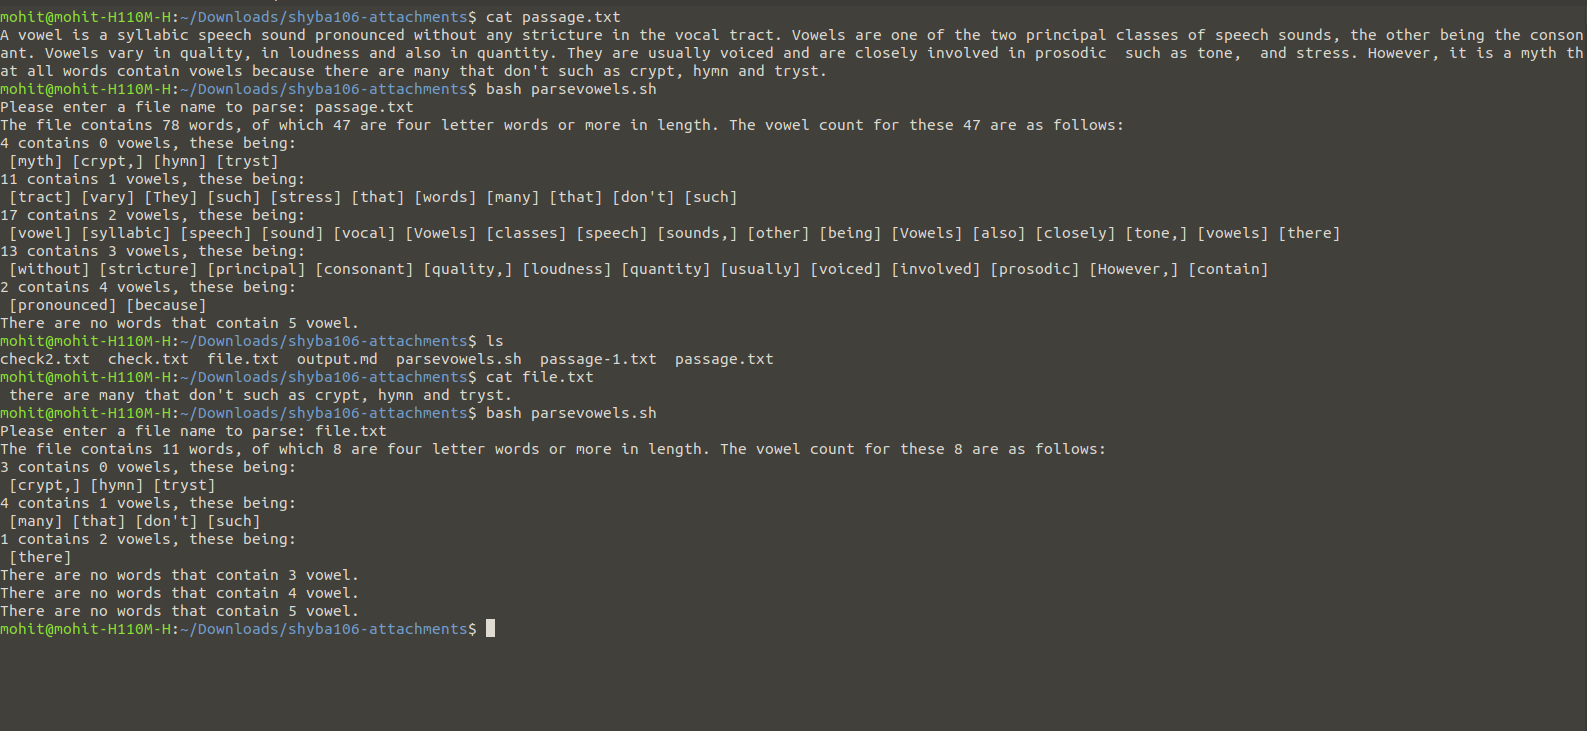 mohit@mohit-H110M-H:~/Downloads/shyba106-attachments$ cat passage.txt
A vowel is a syllabic speech sound pronounced without any stricture in the vocal tract. Vowels are one of the two principal classes of speech sounds, the other being the conson
ant. Vowels vary in quality, in loudness and also in quantity. They are usually voiced and are closely involved in prosodic  such as tone,  and stress. However, it is a myth th
at all words contain vowels because there are many that don't such as crypt, hymn and tryst.
mohit@mohit-H110M-H:~/Downloads/shyba106-attachments$ bash parsevowels.sh
Please enter a file name to parse: passage.txt
The file contains 78 words, of which 47 are four letter words or more in length. The vowel count for these 47 are as follows:
4 contains 0 vowels, these being:
 [myth] [crypt,] [hymn] [tryst]
11 contains 1 vowels, these being:
 [tract] [vary] [They] [such] [stress] [that] [words] [many] [that] [don't] [such]
17 contains 2 vowels, these being:
 [vowel] [syllabic] [speech] [sound] [vocal] [Vowels] [classes] [speech] [sounds,] [other] [being] [Vowels] [also] [closely] [tone,] [vowels] [there]
13 contains 3 vowels, these being:
 [without] [stricture] [principal] [consonant] [quality,] [loudness] [quantity] [usually] [voiced] [involved] [prosodic] [However,] [contain]
2 contains 4 vowels, these being:
 [pronounced] [because]
There are no words that contain 5 vowel.
mohit@mohit-H110M-H:~/Downloads/shyba106-attachments$ ls
check2.txt  check.txt  file.txt  output.md  parsevowels.sh  passage-1.txt  passage.txt
mohit@mohit-H110M-H:~/Downloads/shyba106-attachments$ cat file.txt
 there are many that don't such as crypt, hymn and tryst.
mohit@mohit-H110M-H:~/Downloads/shyba106-attachments$ bash parsevowels.sh
Please enter a file name to parse: file.txt
The file contains 11 words, of which 8 are four letter words or more in length. The vowel count for these 8 are as follows:
3 contains 0 vowels, these being:
 [crypt,] [hymn] [tryst]
4 contains 1 vowels, these being:
 [many] [that] [don't] [such]
1 contains 2 vowels, these being:
 [there]
There are no words that contain 3 vowel.
There are no words that contain 4 vowel.
There are no words that contain 5 vowel.
mohit@mohit-H110M-H:~/Downloads/shyba106-attachments$